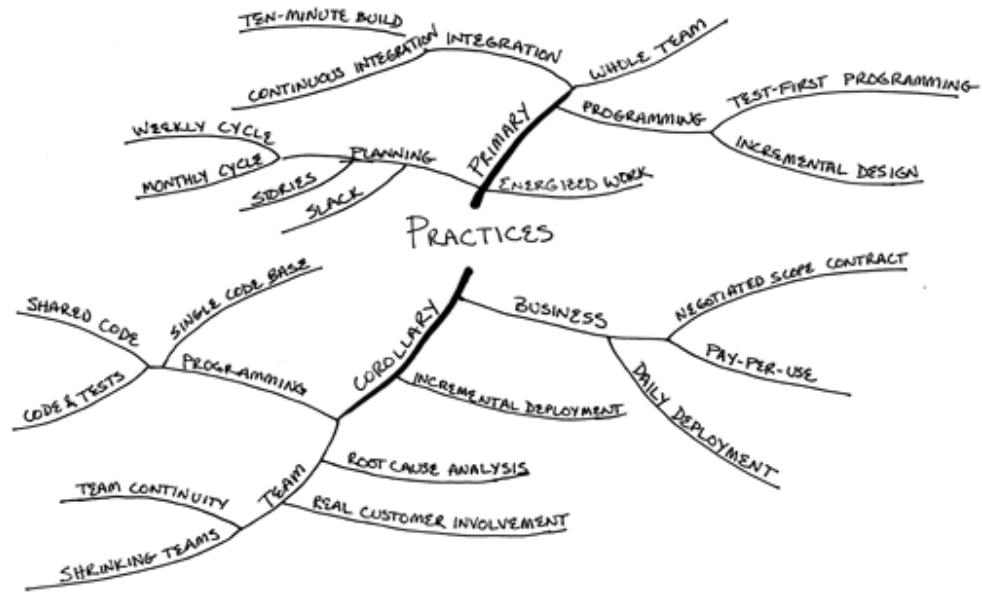 TEN-MINUTE BUILD
CONTINUOUS INTEGRATION
INTEGRATION
WHOLE TEAM
TEST-FIRST PROGRAMMING
PROGRAMMING
INCREMENTAL DESIGN
WEEKLY CYCLE
MONTHLY CYCLE
PLANNING
STORIES
SLACK
PRIMARY
ENERGIZED WORK
PRACTICES
COROLLARY
BUSINESS
NEGOTIATED SCOPE CONTRACT
PAY-PER-USE
DAILY DEPLOYMENT
INCREMENTAL DEPLOYMENT
SHARED CODE
SINGLE CODE BASE
PROGRAMMING
CODE & TESTS
TEAM
ROOT CAUSE ANALYSIS
REAL CUSTOMER INVOLVEMENT
TEAM CONTINUITY
SHRINKING TEAMS